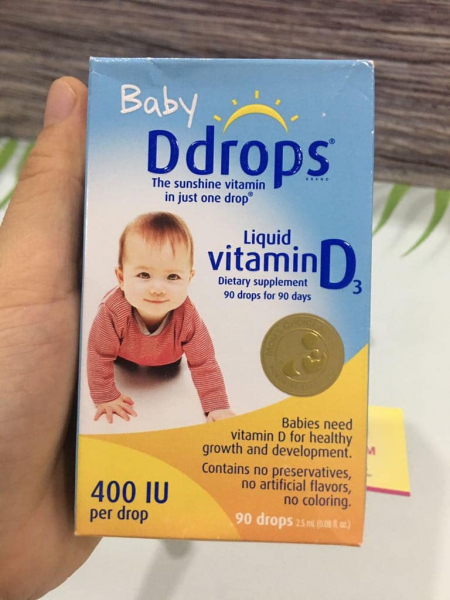 Baby
Ddrops®
The sunshine vitamin
in just one drop®
Liquid
vitamin D3
Dietary supplement
90 drops for 90 days
Babies need
vitamin D for healthy
growth and development.
Contains no preservatives,
no artificial flavors,
no coloring.
400 IU
per drop
90 drops 2.5 mL (0.08 fl. oz.)
M